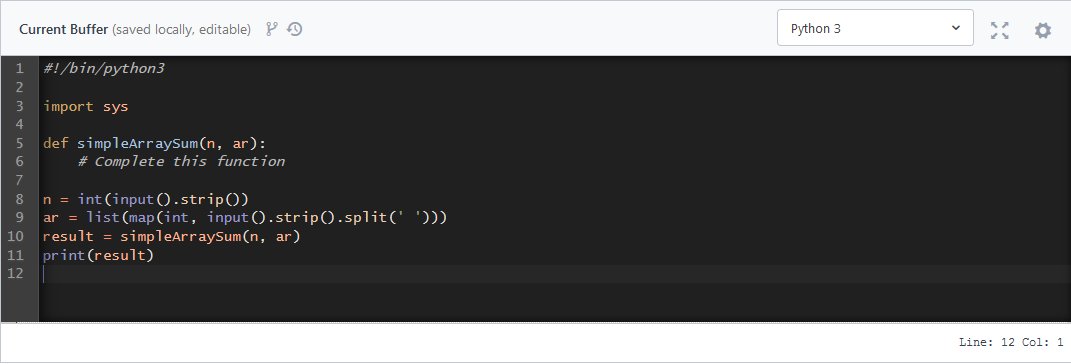 Current Buffer (saved locally, editable)
Python 3
1 #!/bin/python3
2
3 import sys
4
5 def simpleArraySum(n, ar):
6     # Complete this function
7
8 n = int(input().strip())
9 ar = list(map(int, input().strip().split(' ')))
10 result = simpleArraySum(n, ar)
11 print(result)
12
Line: 12 Col: 1